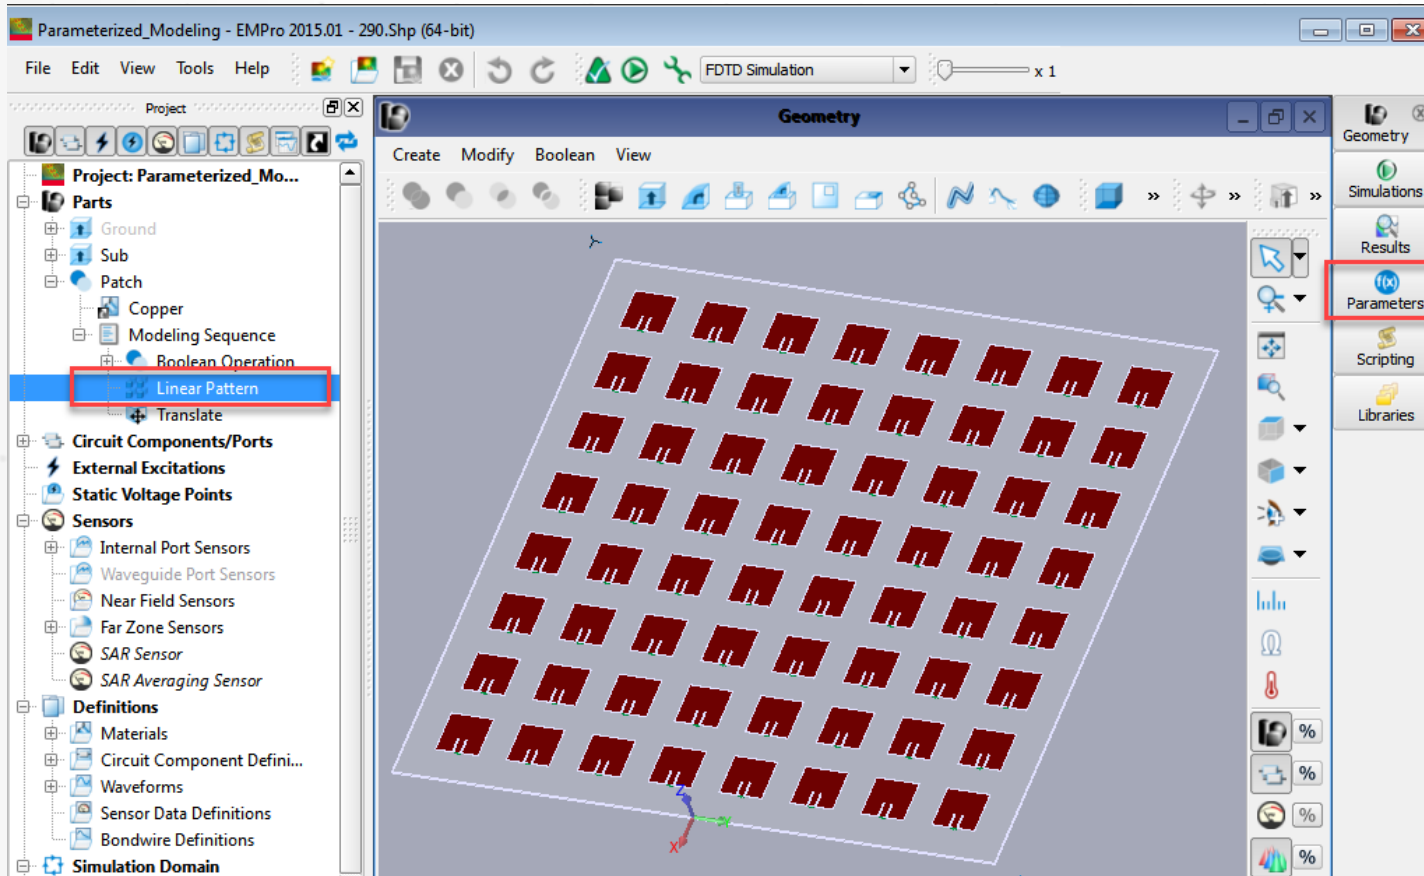 Parameterized_Modeling - EMPro 2015.01 - 290.Shp (64-bit)
File Edit View Tools Help
FDTD Simulation
x 1
Project
Project: Parameterized_Mo...
Parts
Ground
Sub
Patch
Copper
Modeling Sequence
Boolean Operation
Linear Pattern
Translate
Circuit Components/Ports
External Excitations
Static Voltage Points
Sensors
Internal Port Sensors
Waveguide Port Sensors
Near Field Sensors
Far Zone Sensors
SAR Sensor
SAR Averaging Sensor
Definitions
Materials
Circuit Component Defini...
Waveforms
Sensor Data Definitions
Bondwire Definitions
Simulation Domain
Geometry
Create Modify Boolean View
»
»
»
Z
X
%
%
%
%
Geometry
Simulations
Results
f(x)
Parameters
Scripting
Libraries